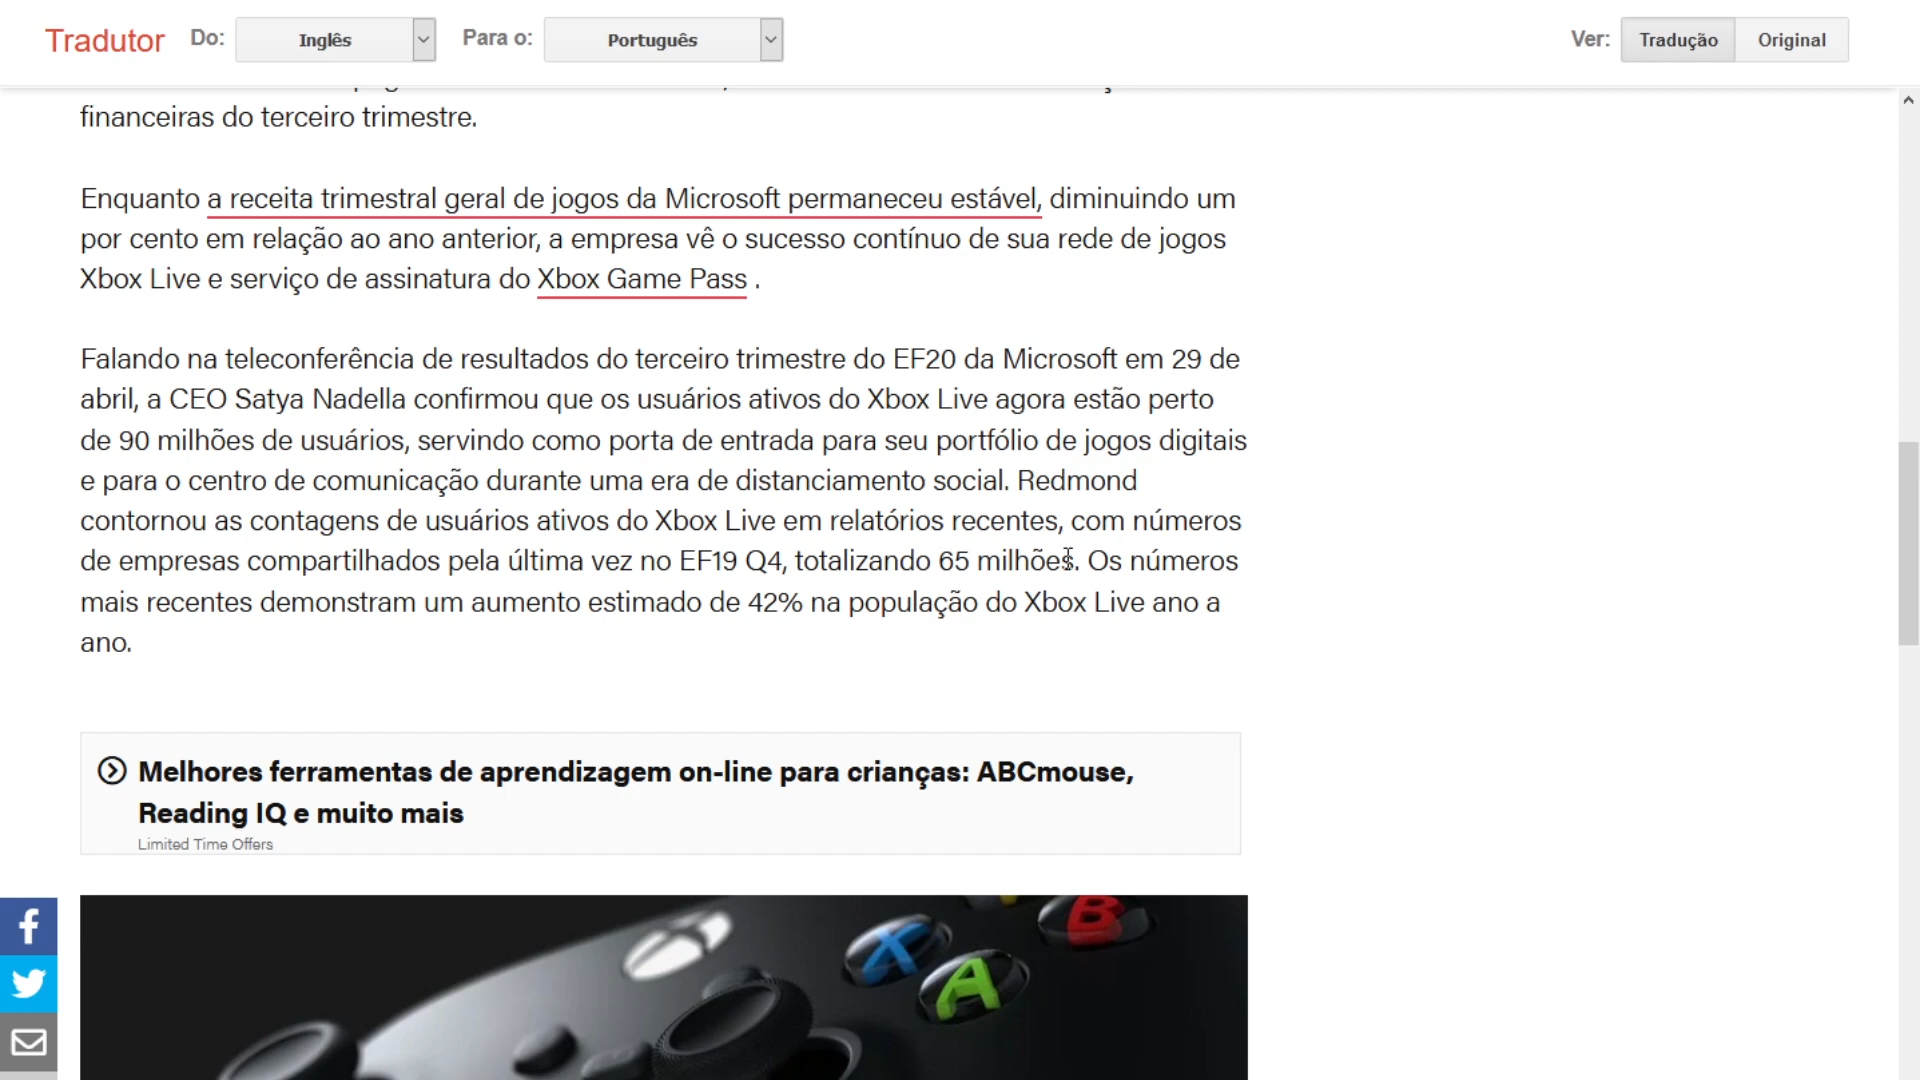 Tradutor Do: Inglês Para o: Português Ver: Tradução Original
financeiras do terceiro trimestre.
Enquanto a receita trimestral geral de jogos da Microsoft permaneceu estável, diminuindo um
por cento em relação ao ano anterior, a empresa vê o sucesso contínuo de sua rede de jogos
Xbox Live e serviço de assinatura do Xbox Game Pass .
Falando na teleconferência de resultados do terceiro trimestre do EF20 da Microsoft em 29 de
abril, a CEO Satya Nadella confirmou que os usuários ativos do Xbox Live agora estão perto
de 90 milhões de usuários, servindo como porta de entrada para seu portfólio de jogos digitais
e para o centro de comunicação durante uma era de distanciamento social. Redmond
contornou as contagens de usuários ativos do Xbox Live em relatórios recentes, com números
de empresas compartilhados pela última vez no EF19 Q4, totalizando 65 milhões. Os números
mais recentes demonstram um aumento estimado de 42% na população do Xbox Live ano a
ano.
Melhores ferramentas de aprendizagem on-line para crianças: ABCmouse,
Reading IQ e muito mais
Limited Time Offers
B
X
A